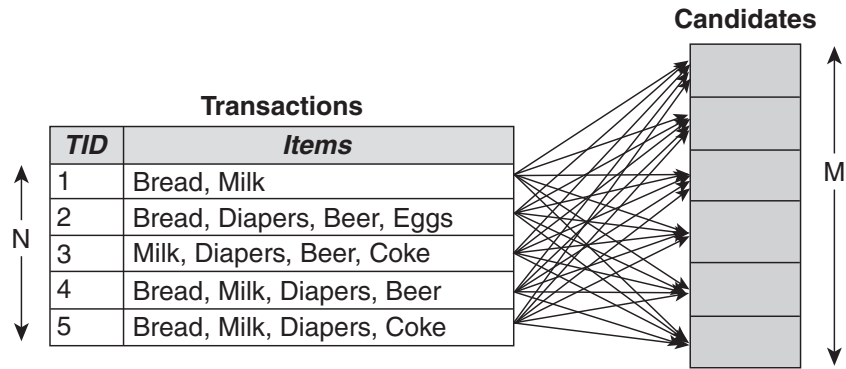 Candidates
Transactions
TID Items
1 Bread, Milk
2 Bread, Diapers, Beer, Eggs
3 Milk, Diapers, Beer, Coke
4 Bread, Milk, Diapers, Beer
5 Bread, Milk, Diapers, Coke
N
M